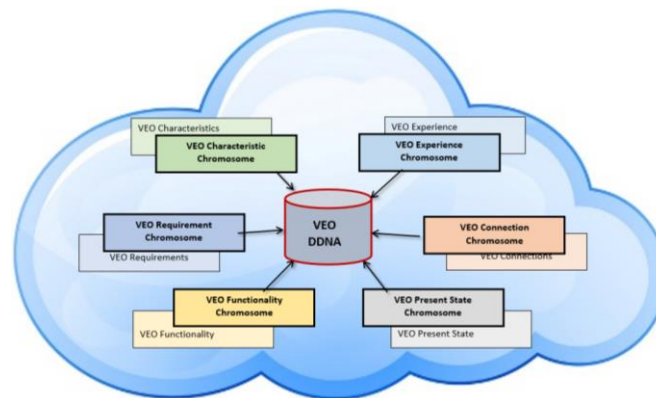 VEO Characteristics
VEO Characteristic
Chromosome
VEO Experience
VEO Experience
Chromosome
VEO Requirement
Chromosome
VEO Requirements
VEO
DDNA
VEO Connection
Chromosome
VEO Connections
VEO Functionality
Chromosome
VEO Functionality
VEO Present State
Chromosome
VEO Present State